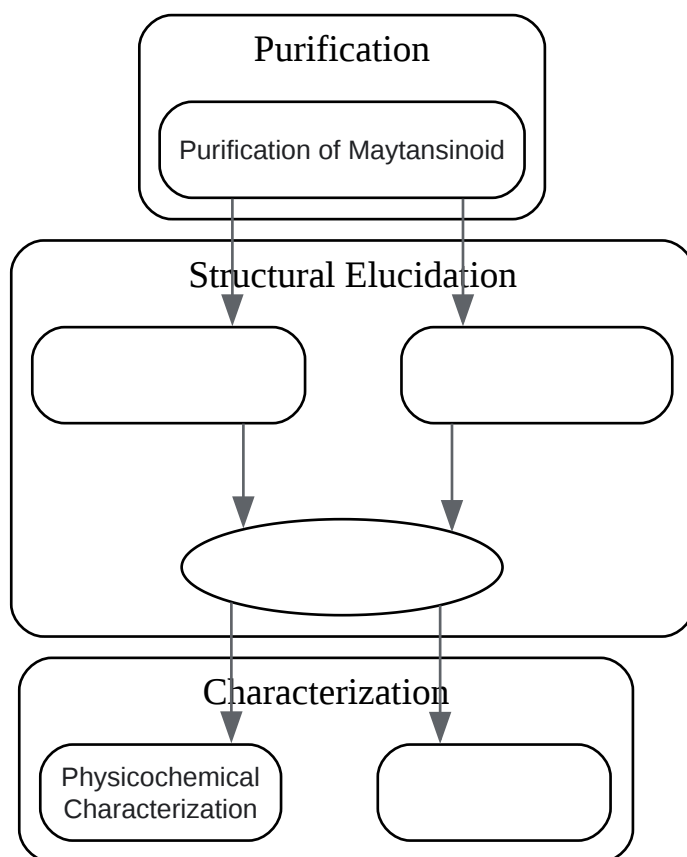 Purification
Purification of Maytansinoid
Structural Elucidation
Characterization
Physicochemical
Characterization